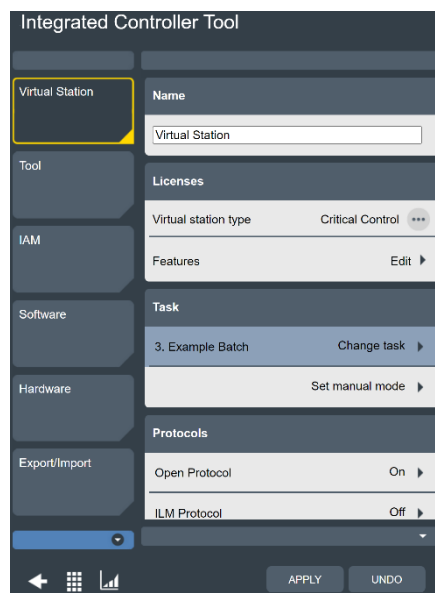 Integrated Controller Tool
Virtual Station
Tool
IAM
Software
Hardware
Export/Import
Name
Virtual Station
Licenses
Virtual station type Critical Control
Features Edit
Task
3. Example Batch Change task
Set manual mode
Protocols
Open Protocol On
ILM Protocol Off
APPLY UNDO